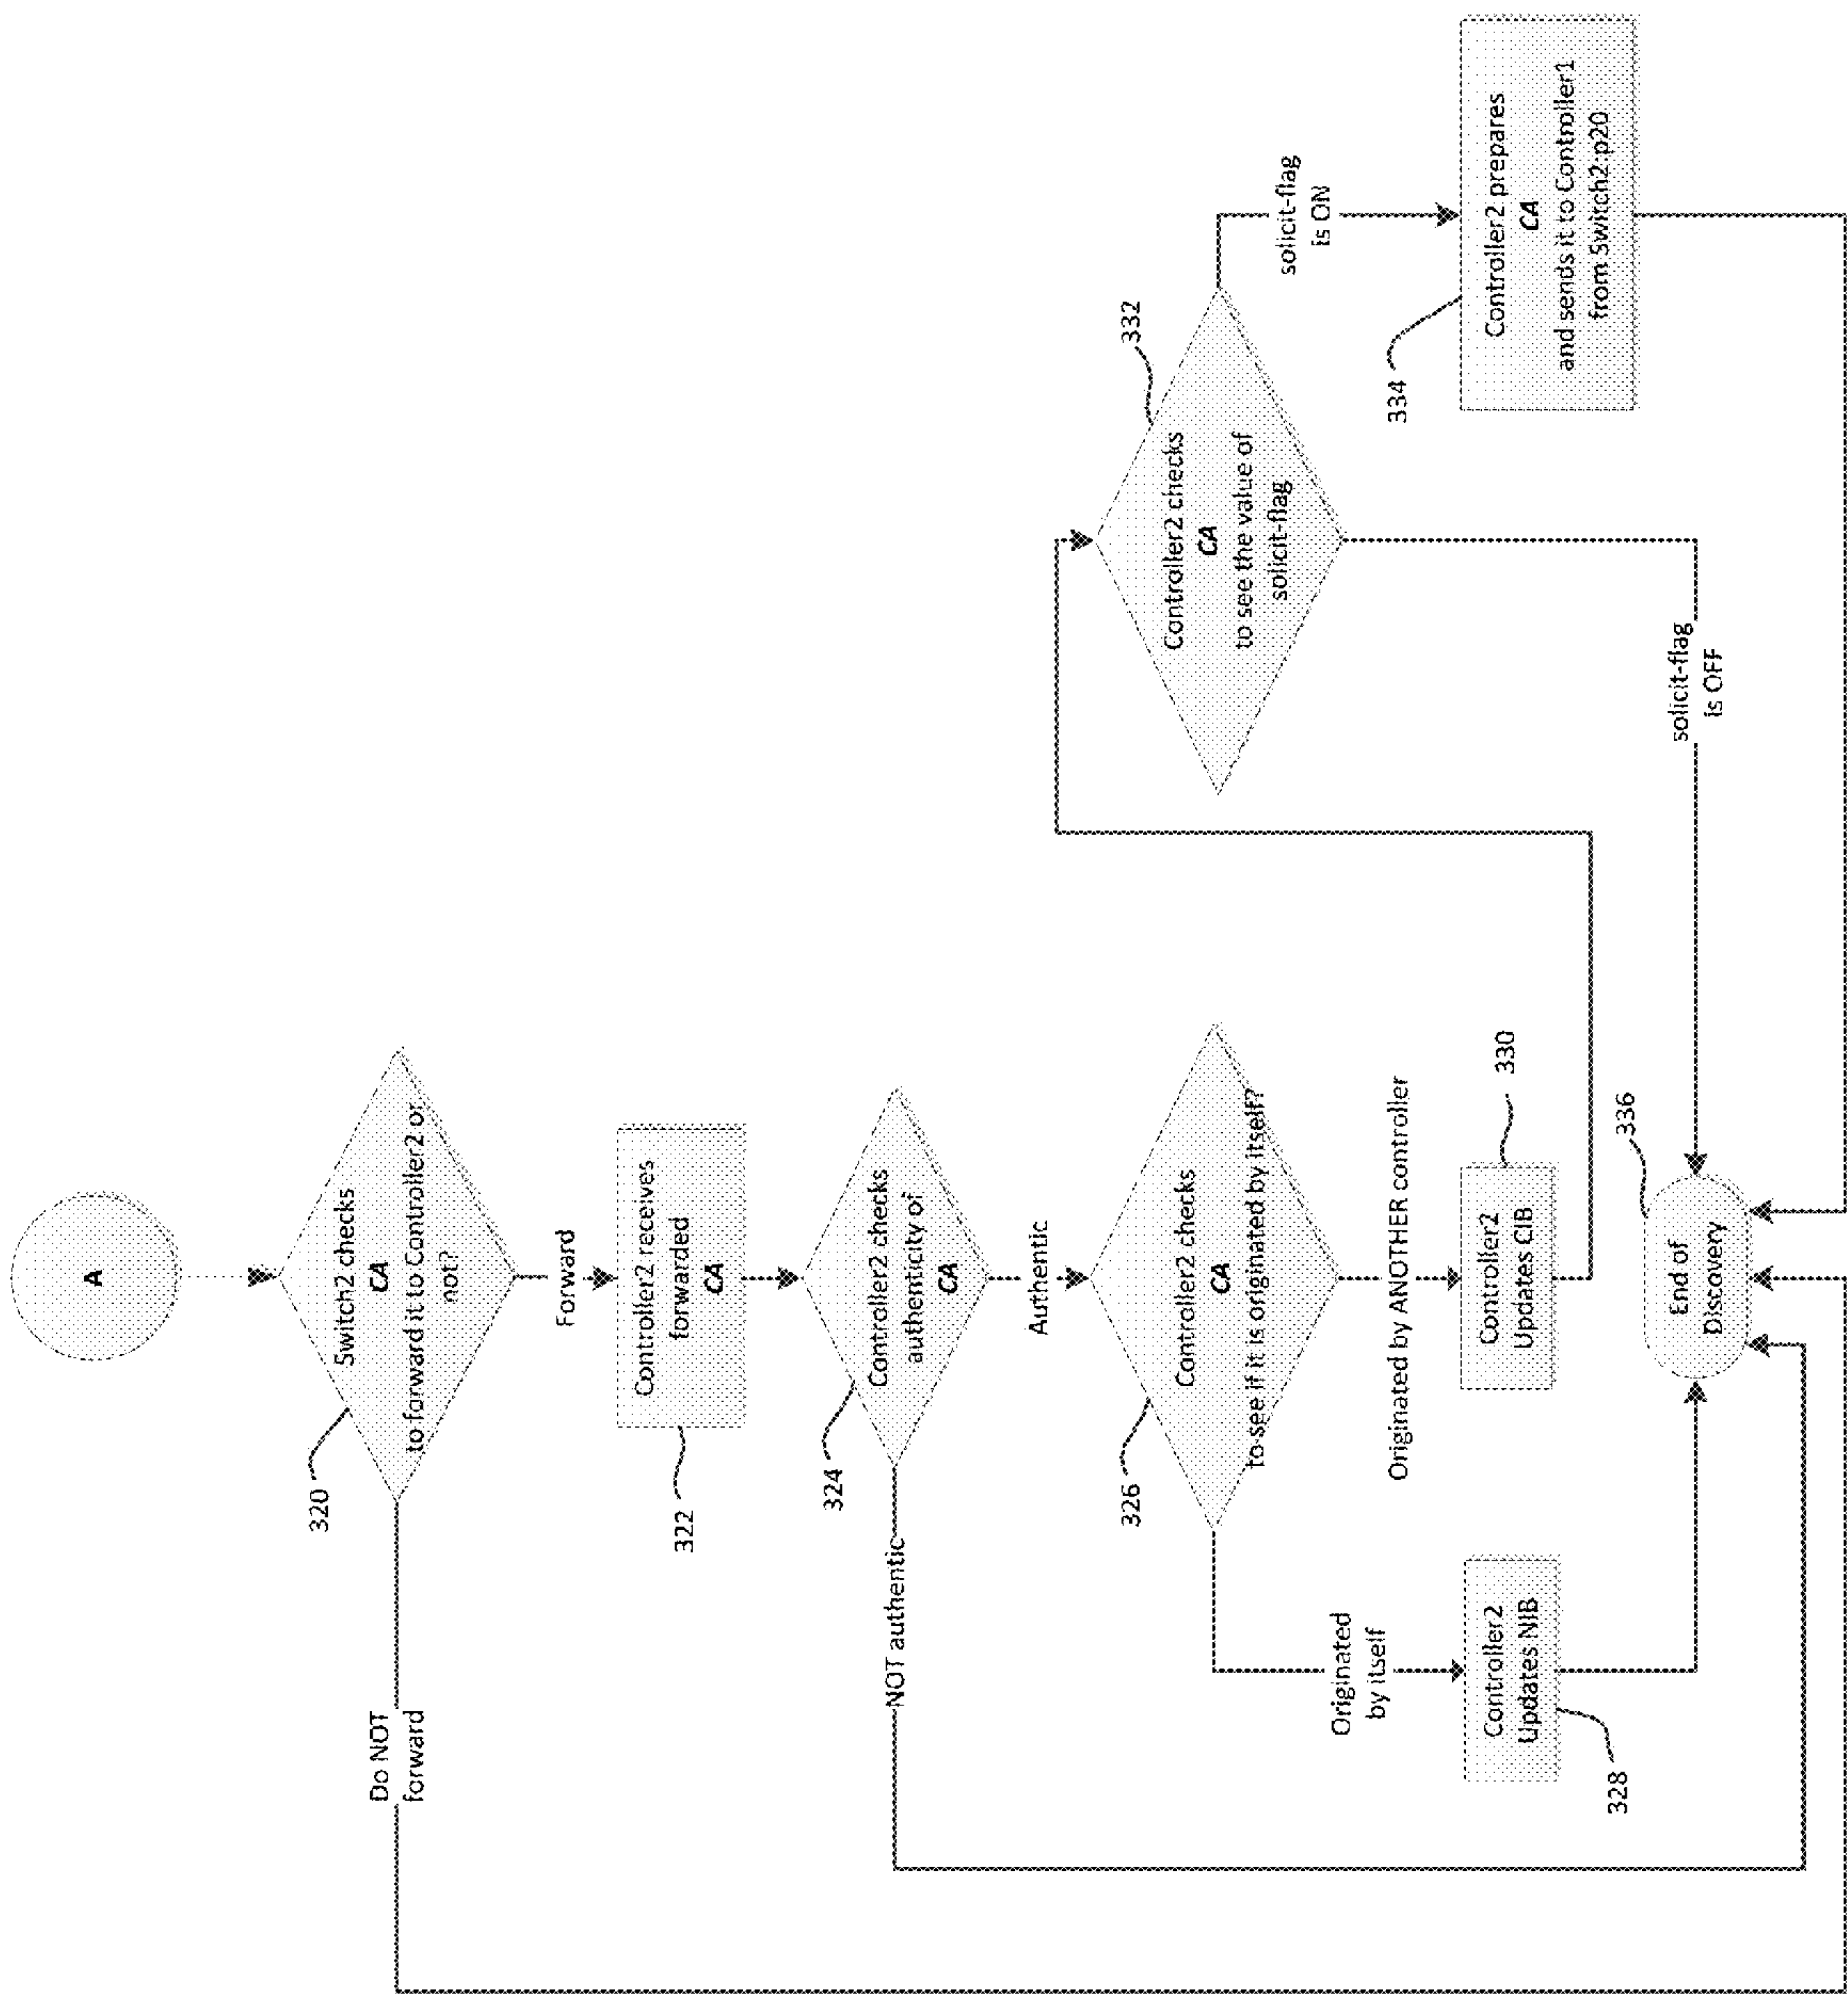 A
320
Switch2 checks
CA
to forward it to Controller2 or
not?
Do NOT
forward
Forward
322
Controller2 receives
forwarded
CA
324
Controller2 checks
authenticity of
CA
NOT authentic
Authentic
326
Controller2 checks
CA
to see if it is originated by itself?
Originated
by itself
Originated by ANOTHER controller
328
Controller2
Updates NIB
330
Controller2
Updates CIB
332
Controller2 checks
CA
to see the value of
solicit-flag
solicit-flag
is ON
solicit-flag
is OFF
334
Controller2 prepares
CA
and sends it to Controller1
from Switch2:p20
336
End of
Discovery